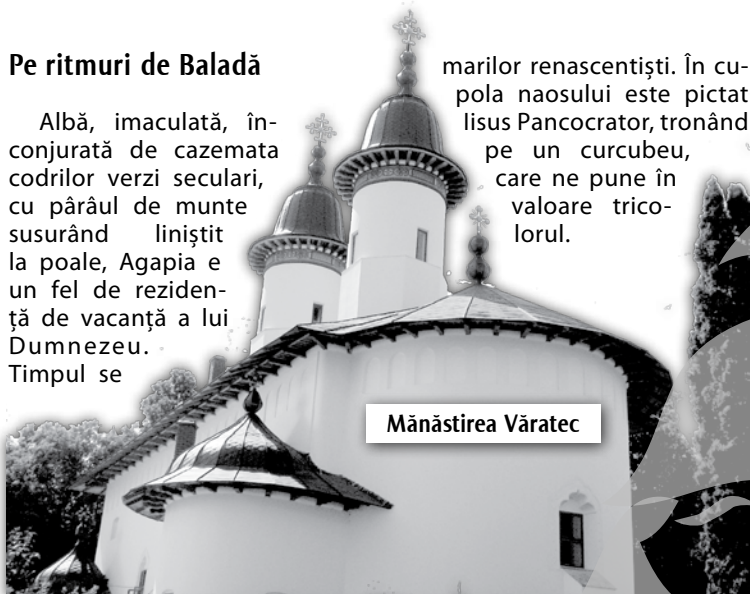 Pe ritmuri de Baladă
Albă, imaculată, în-
conjurată de cazemata
codrilor verzi seculari,
cu pârâul de munte
susurând liniștit
la poale, Agapia e
un fel de reziden-
ță de vacanță a lui
Dumnezeu.
Timpul se
marilor renascentiști. În cu-
pola naosului este pictat
Iisus Pancocrator, tronând
pe un curcubeu,
care ne pune în
valoare trico-
lorul.
Mănăstirea Văratec